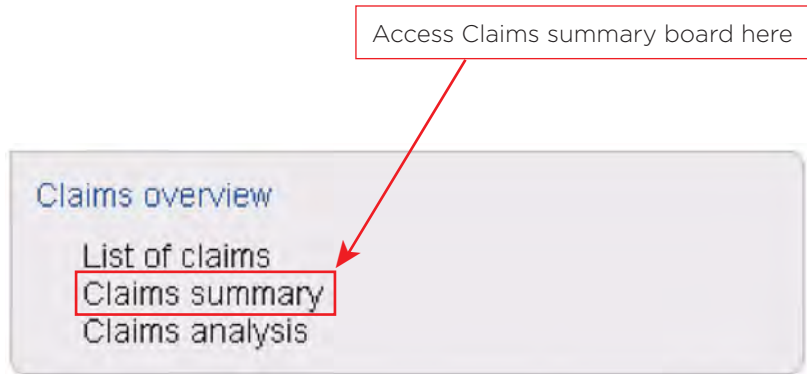 Access Claims summary board here
Claims overview
List of claims
Claims summary
Claims analysis